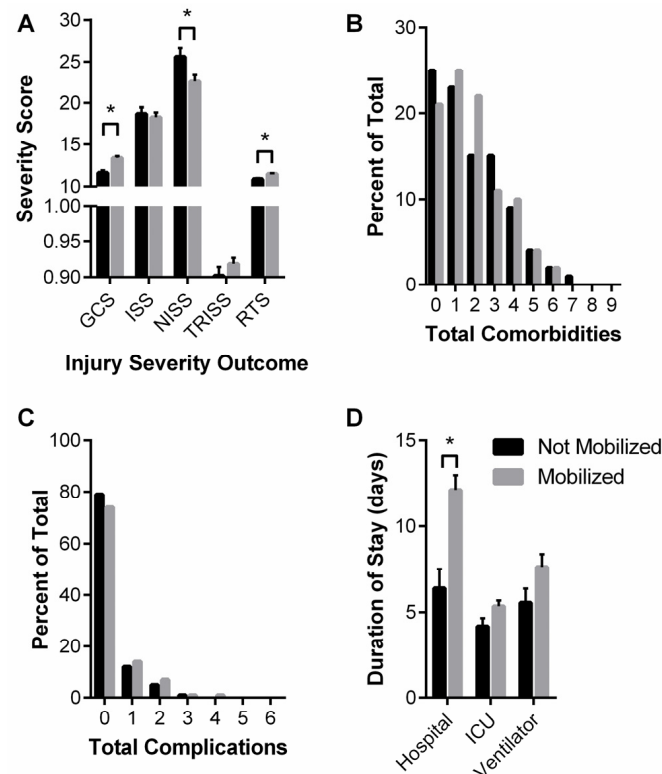 A
*
*
*
*
30
25
20
15
10
1.00
0.95
0.90
Severity Score
GCS
ISS
NISS
TRISS
RTS
Injury Severity Outcome
B
30
20
10
0
Percent of Total
0 1 2 3 4 5 6 7 8 9
Total Comorbidities
C
100
80
60
40
20
0
Percent of Total
0 1 2 3 4 5 6
Total Complications
D
15
10
5
0
Duration of Stay (days)
*
Not Mobilized
Mobilized
Hospital
ICU
Ventilator